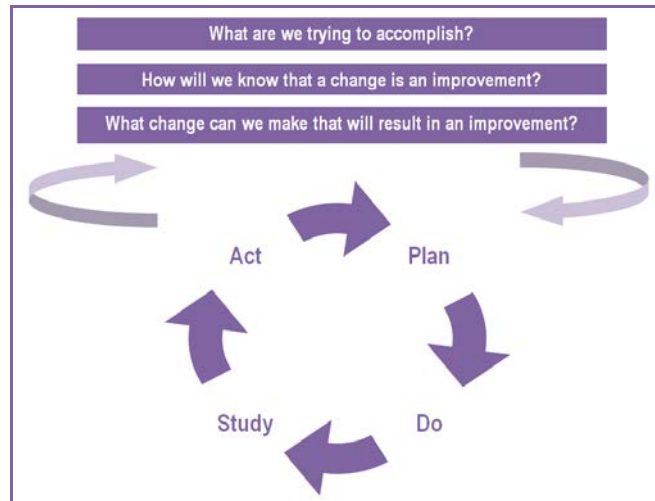 What are we trying to accomplish?
How will we know that a change is an improvement?
What change can we make that will result in an improvement?
Act
Plan
Study
Do